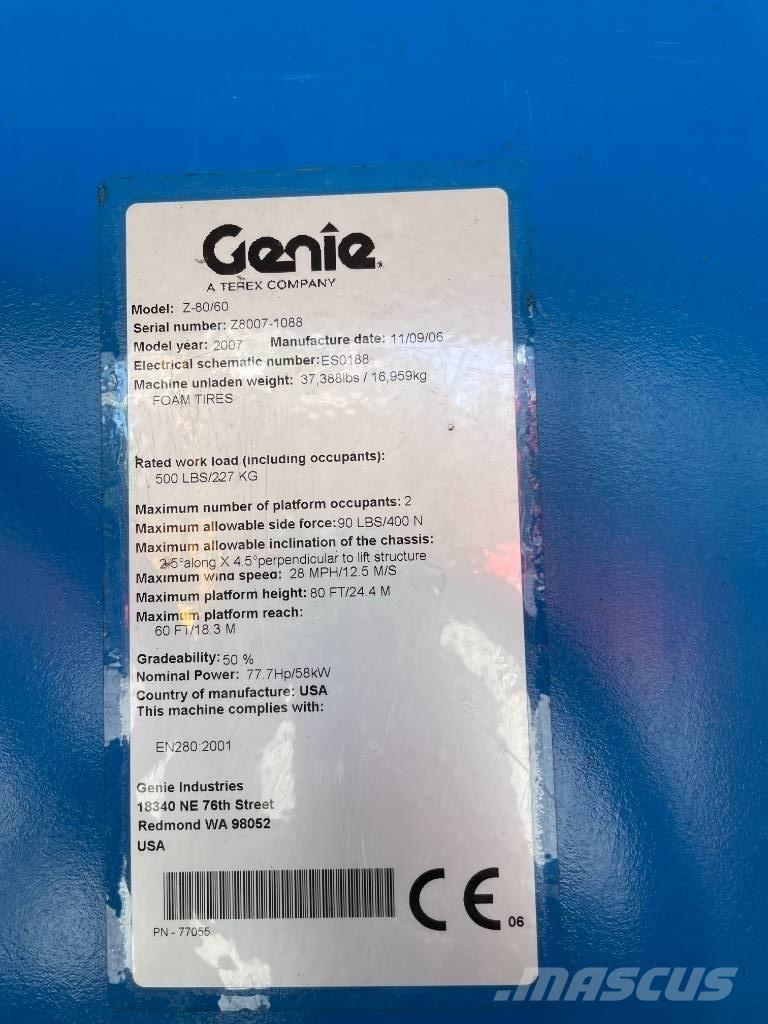 Genie
A TEREX COMPANY
Model: Z-80/60
Serial number: Z8007-1088
Model year: 2007 Manufacture date: 11/09/06
Electrical schematic number: ES0188
Machine unladen weight: 37,388lbs / 16,959kg
FOAM TIRES
Rated work load (including occupants):
500 LBS/227 KG
Maximum number of platform occupants: 2
Maximum allowable side force: 90 LBS/400 N
Maximum allowable inclination of the chassis:
2.5°along X 4.5°perpendicular to lift structure
Maximum wind speed: 28 MPH/12.5 M/S
Maximum platform height: 80 FT/24.4 M
Maximum platform reach:
60 FT/18.3 M
Gradeability: 50 %
Nominal Power: 77.7Hp/58kW
Country of manufacture: USA
This machine complies with:
EN280:2001
Genie Industries
18340 NE 76th Street
Redmond WA 98052
USA
CE 06
PN - 77055
MASCUS